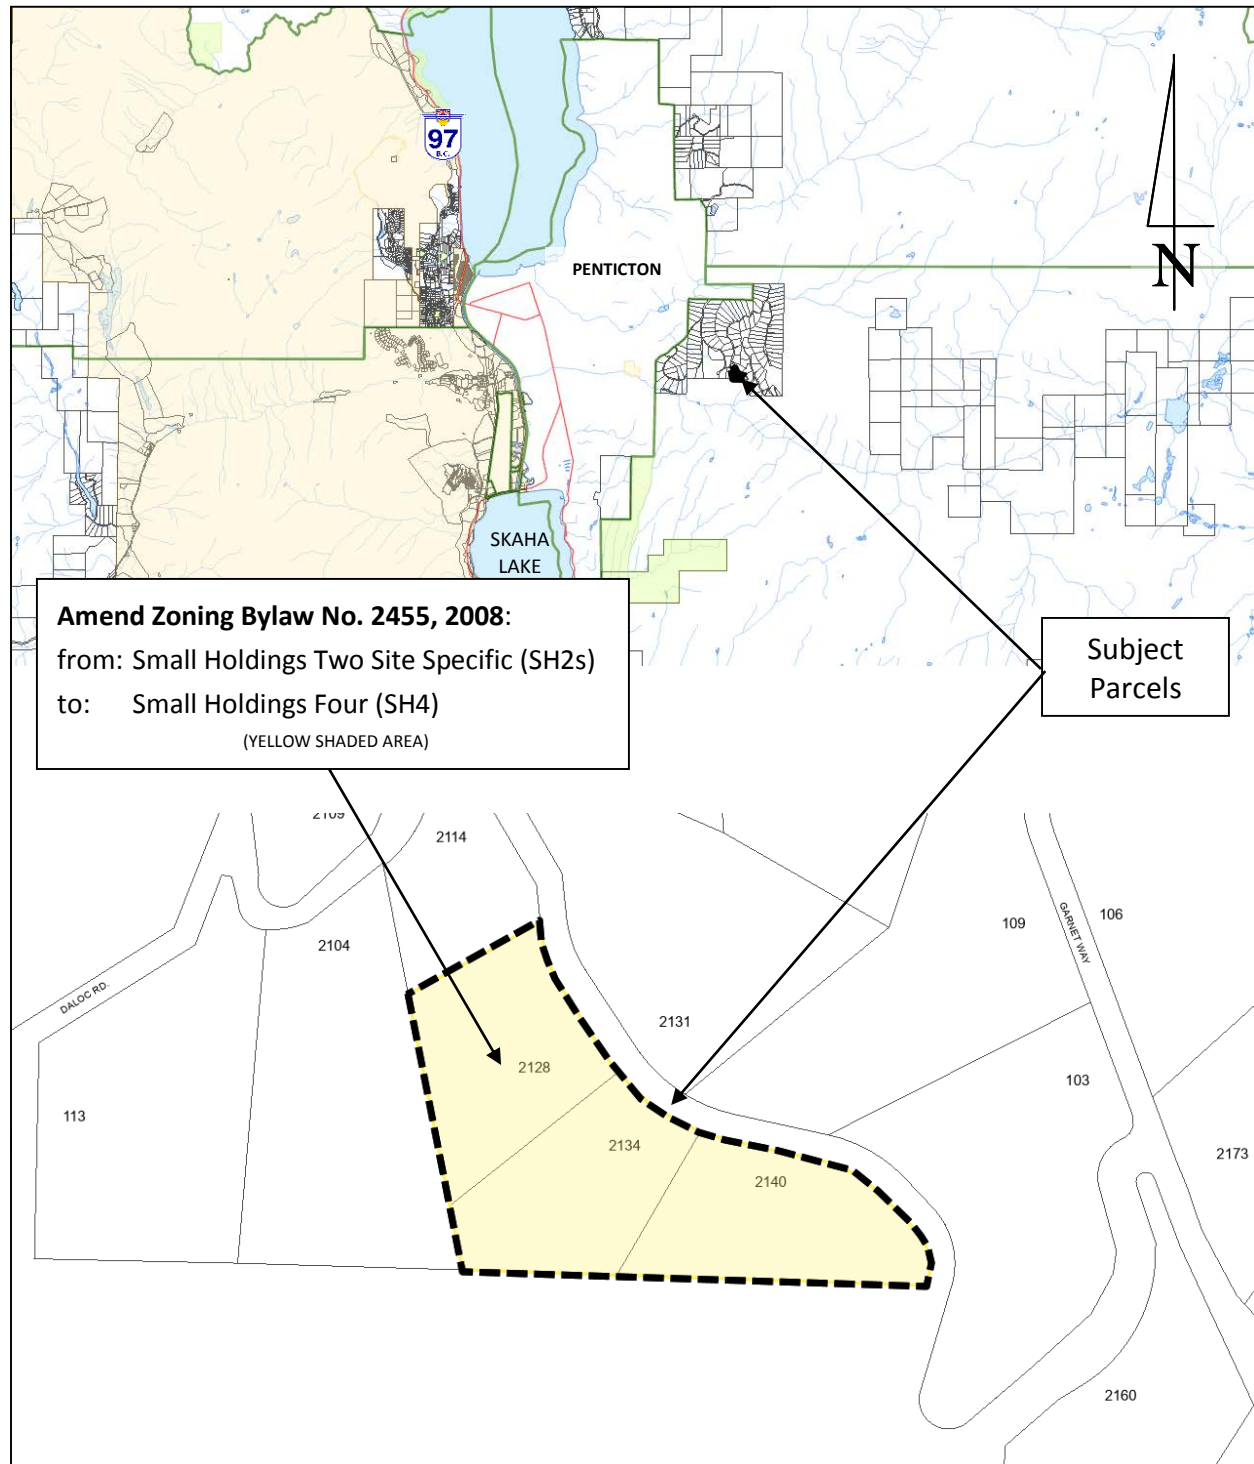 97
B.C.
PENTICTON
N
SKAHA
LAKE
Amend Zoning Bylaw No. 2455, 2008:
from: Small Holdings Two Site Specific (SH2s)
to: Small Holdings Four (SH4)
(YELLOW SHADED AREA)
Subject
Parcels
2109
2114
2104
DALOC RD.
113
2128
2131
2134
2140
109
GARNET WAY
106
103
2173
2160